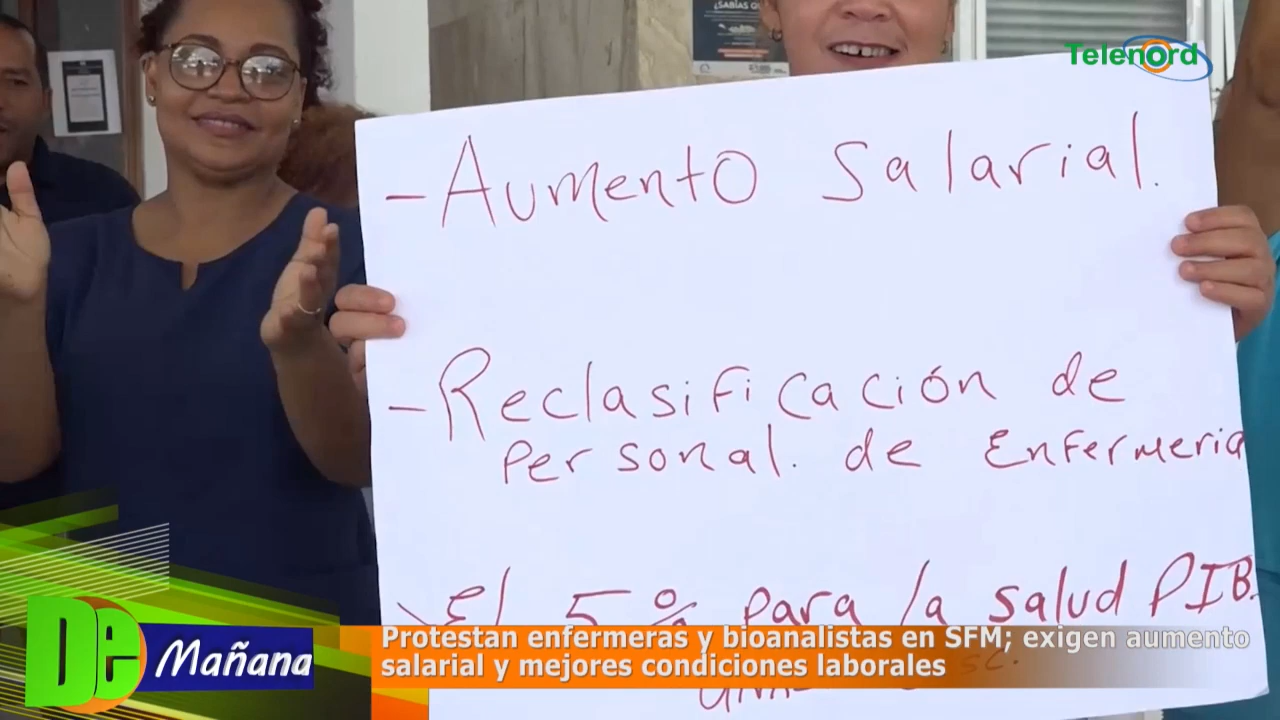 ¿SABÍAS Q
Telenord
- Aumento Salarial.
- Reclasificación de
Personal. de Enfermeria
- El 5% para la salud PIB.
De Mañana
Protestan enfermeras y bioanalistas en SFM; exigen aumento
salarial y mejores condiciones laborales